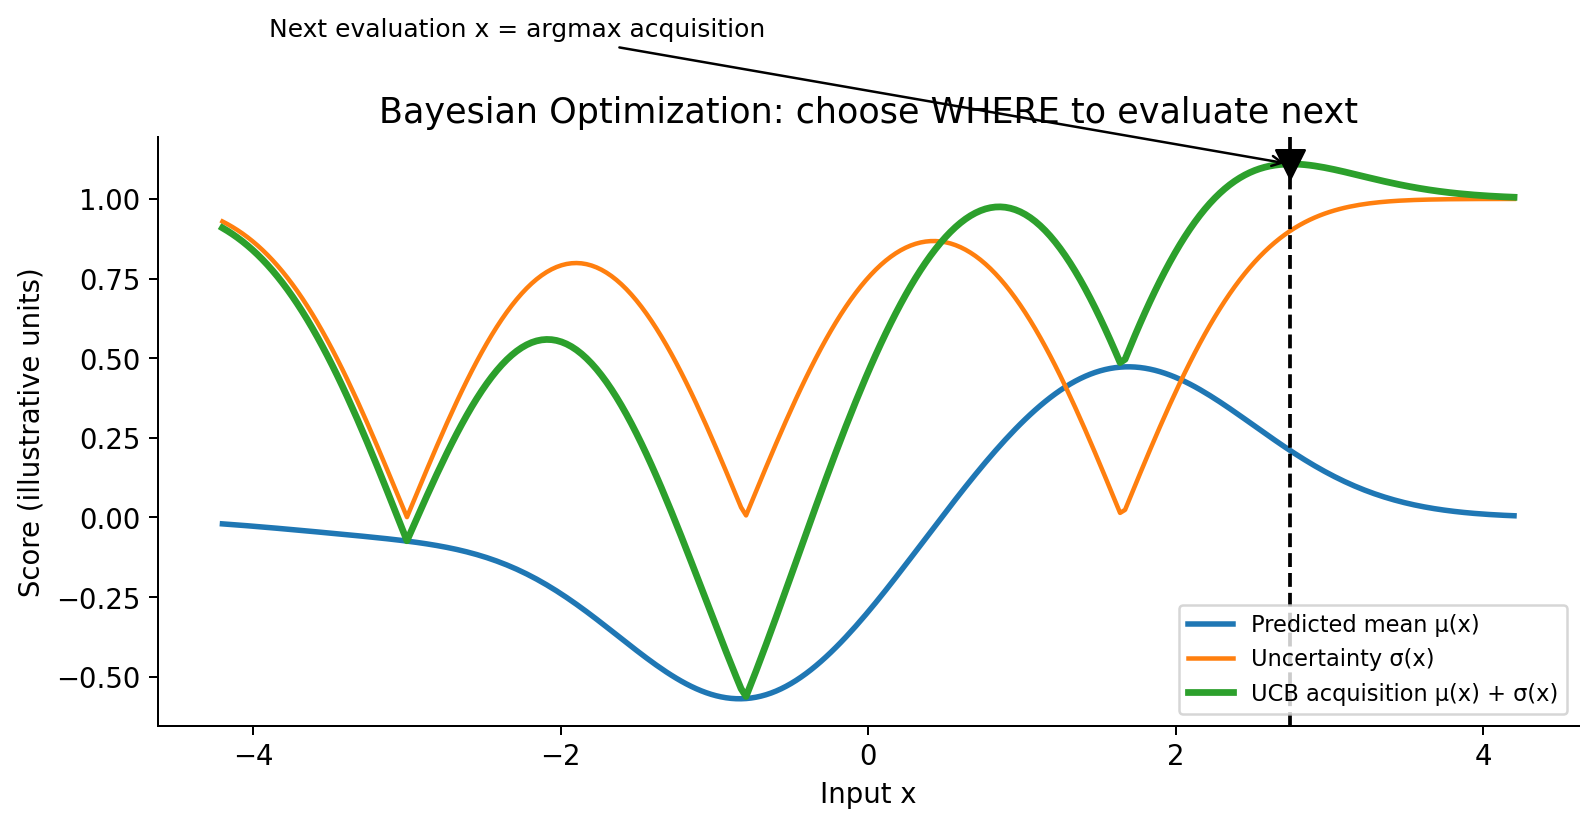 Next evaluation x = argmax acquisition
Bayesian Optimization: choose WHERE to evaluate next
Score (illustrative units)
1.00
0.75
0.50
0.25
0.00
−0.25
−0.50
Predicted mean μ(x)
Uncertainty σ(x)
UCB acquisition μ(x) + σ(x)
−4
−2
0
2
4
Input x